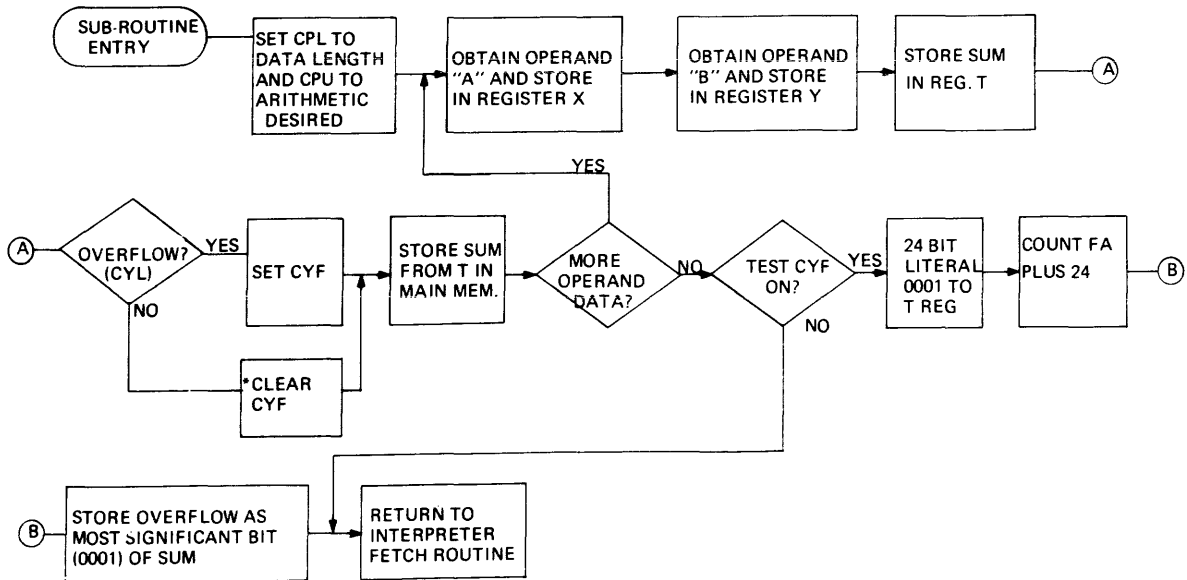 SUB-ROUTINE
ENTRY
SET CPL TO
DATA LENGTH
AND CPU TO
ARITHMETIC
DESIRED
OBTAIN OPERAND
"A" AND STORE
IN REGISTER X
OBTAIN OPERAND
"B" AND STORE
IN REGISTER Y
STORE SUM
IN REG. T
A
YES
A
OVERFLOW?
(CYL)
YES
NO
SET CYF
*CLEAR
CYF
STORE SUM
FROM T IN
MAIN MEM.
MORE
OPERAND
DATA?
NO
TEST CYF
ON?
YES
NO
24 BIT
LITERAL
0001 TO
T REG
COUNT FA
PLUS 24
B
B
STORE OVERFLOW AS
MOST SIGNIFICANT BIT
(0001) OF SUM
RETURN TO
INTERPRETER
FETCH ROUTINE